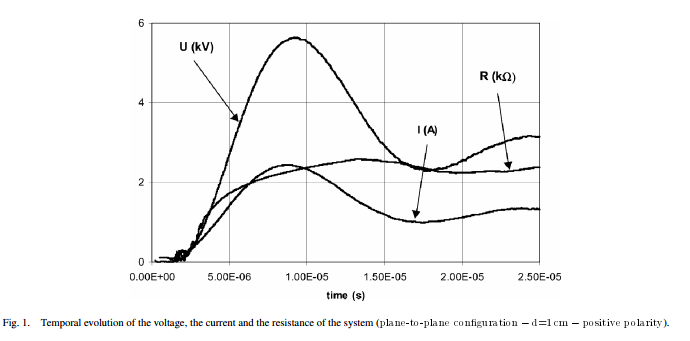 6
U (kV)
R (kΩ)
4
I (A)
2
0
0.00E+00 5.00E-06 1.00E-05 1.50E-05 2.00E-05 2.50E-05
time (s)
Fig. 1. Temporal evolution of the voltage, the current and the resistance of the system (plane-to-plane configuration – d=1 cm – positive polarity).